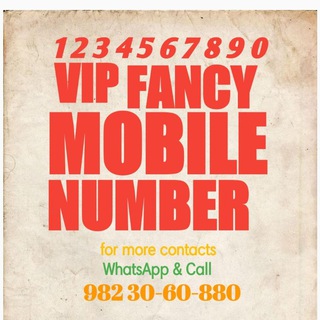 1234567890
VIP FANCY
MOBILE
NUMBER
for more contacts
WhatsApp & Call
982 30-60-880